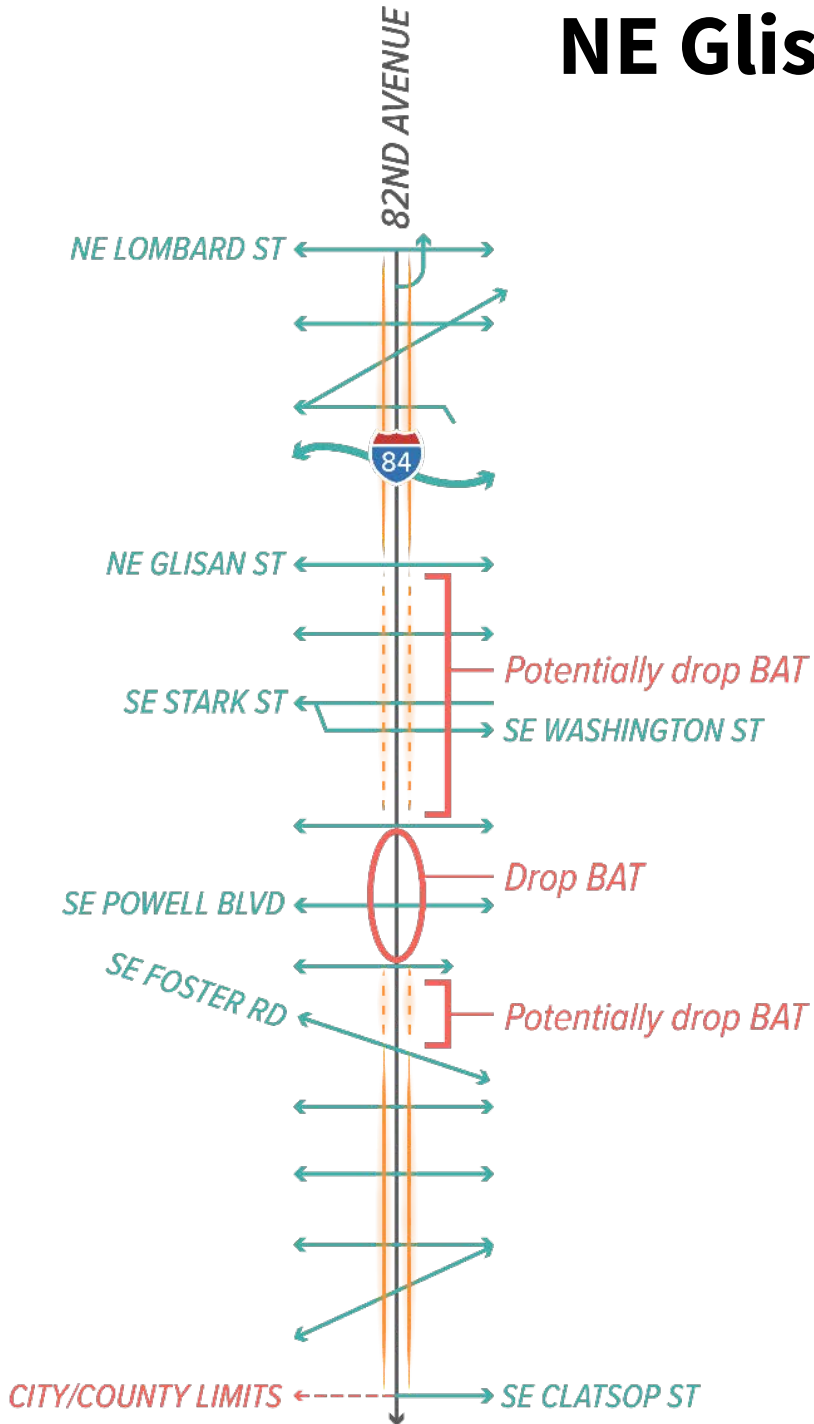 NE Glis
82ND AVENUE
NE LOMBARD ST
84
NE GLISAN ST
Potentially drop BAT
SE STARK ST
SE WASHINGTON ST
Drop BAT
SE POWELL BLVD
SE FOSTER RD
Potentially drop BAT
CITY/COUNTY LIMITS
SE CLATSOP ST